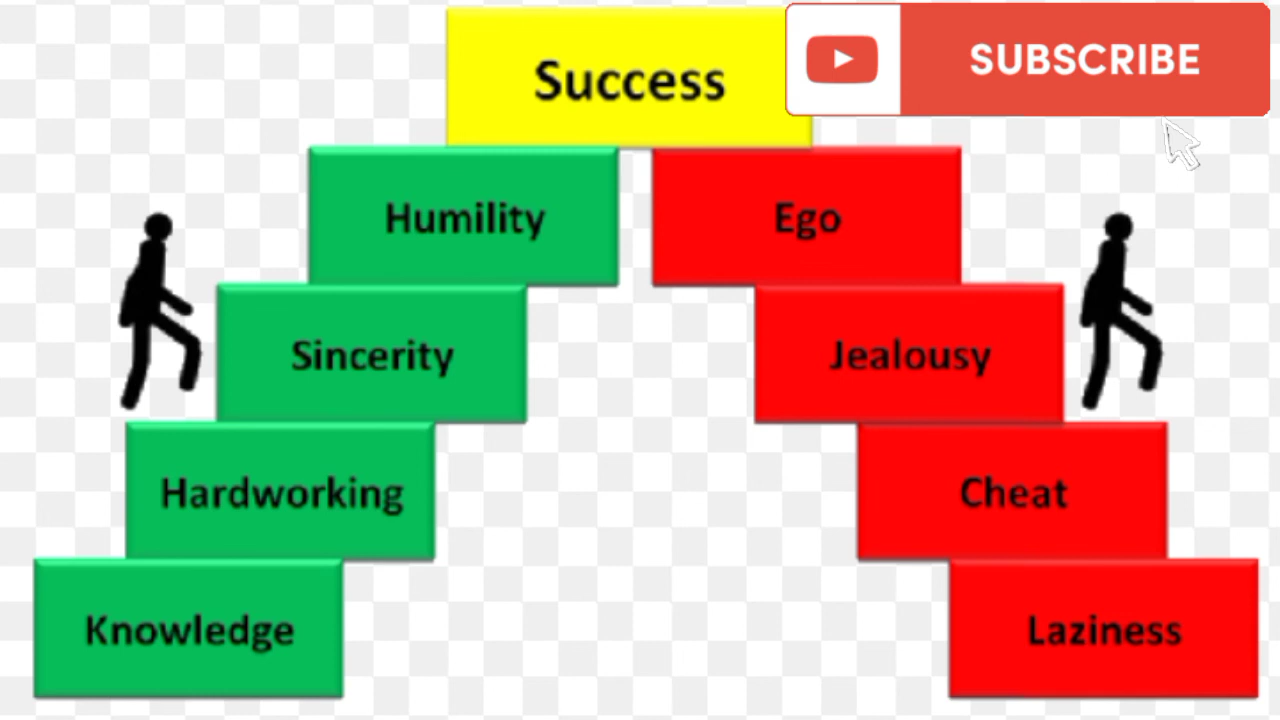 Success
SUBSCRIBE
Humility
Ego
Sincerity
Jealousy
Hardworking
Cheat
Knowledge
Laziness